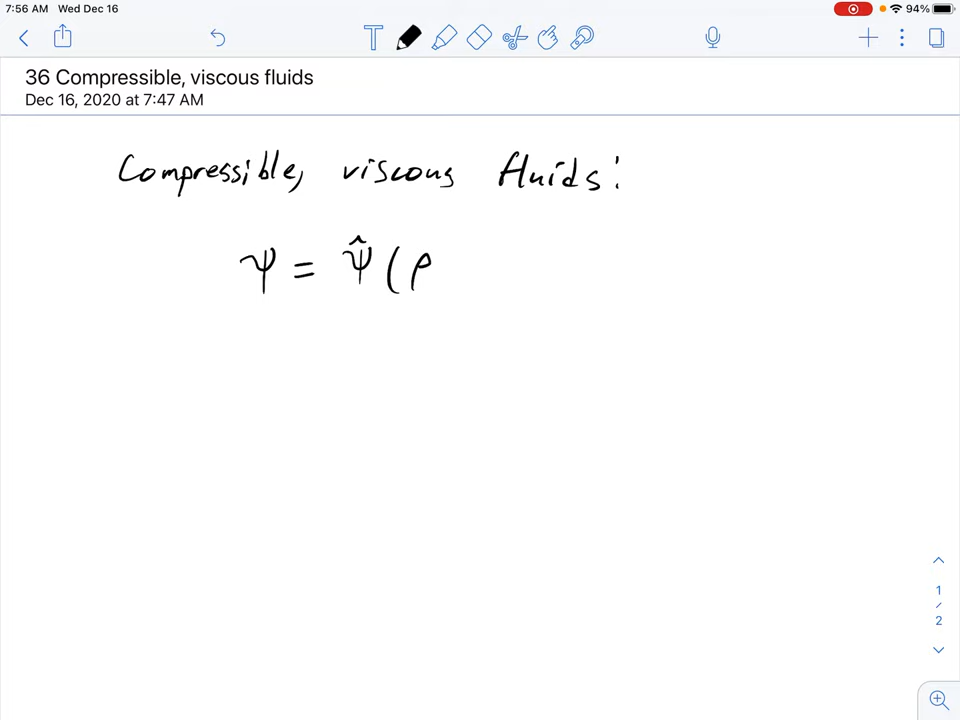 7:56 AM Wed Dec 16 94%
T
36 Compressible, viscous fluids
Dec 16, 2020 at 7:47 AM
Compressible, viscous fluids:
ψ = ψ̂ (ρ
1
/
2